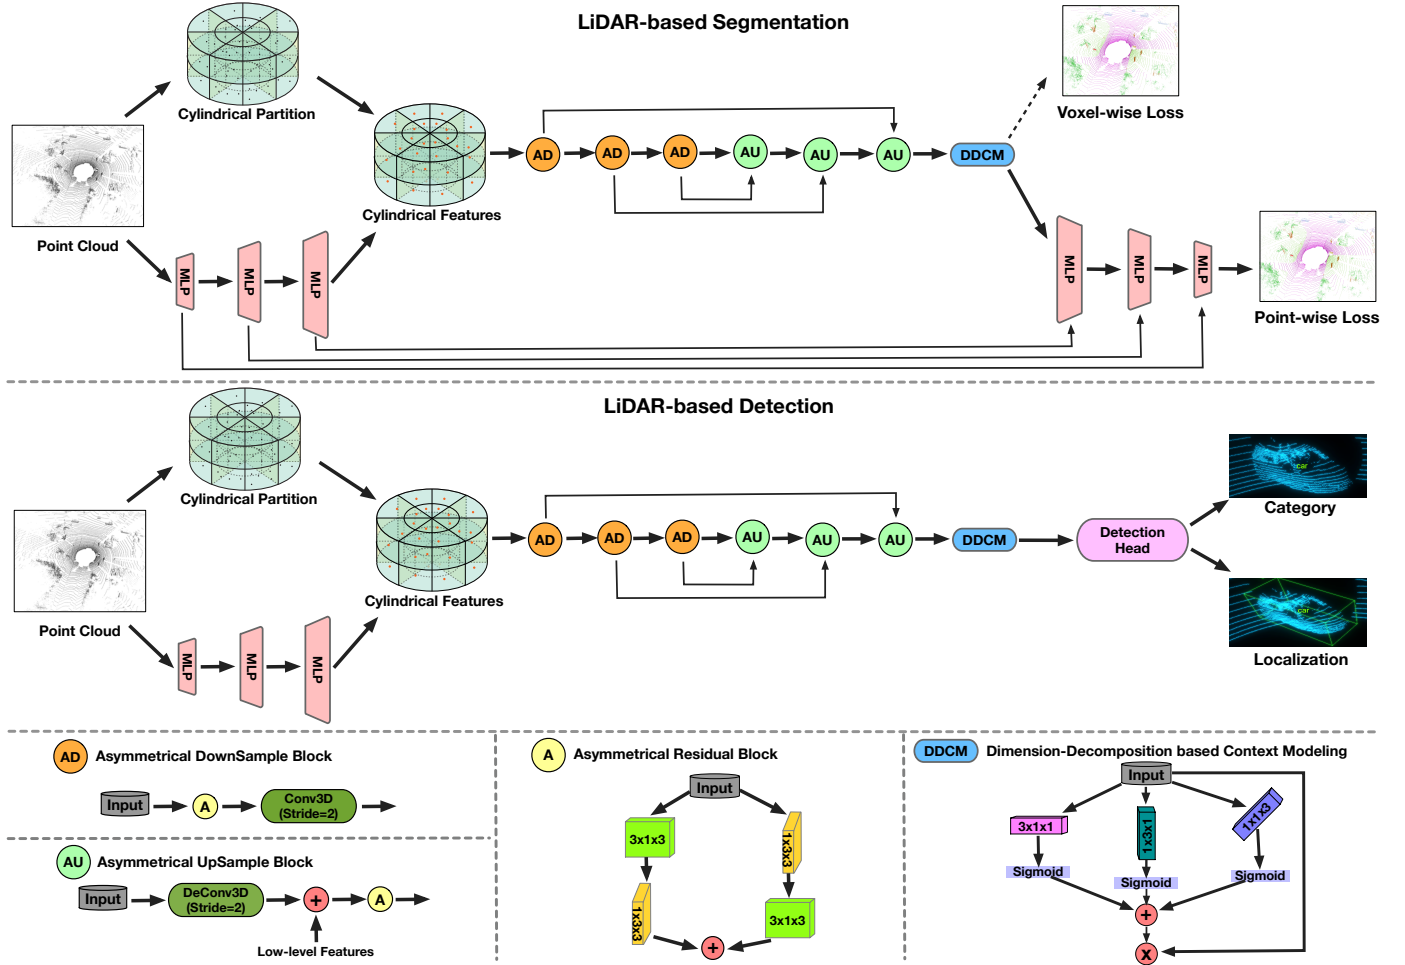 LiDAR-based Segmentation
Cylindrical Partition
Voxel-wise Loss
Point Cloud
Cylindrical Features
AD
AD
AD
AU
AU
AU
DDCM
MLP
MLP
MLP
MLP
MLP
MLP
Point-wise Loss
LiDAR-based Detection
Cylindrical Partition
Point Cloud
Cylindrical Features
AD
AD
AD
AU
AU
AU
DDCM
Detection
Head
car
Category
car
Localization
MLP
MLP
MLP
AD Asymmetrical DownSample Block
Input
A
Conv3D
(Stride=2)
AU Asymmetrical UpSample Block
Input
DeConv3D
(Stride=2)
+
A
Low-level Features
A Asymmetrical Residual Block
Input
3x1x3
1x3x3
1x3x3
3x1x3
+
DDCM Dimension-Decomposition based Context Modeling
Input
3x1x1
1x3x1
1x1x3
Sigmoid
Sigmoid
Sigmoid
+
x